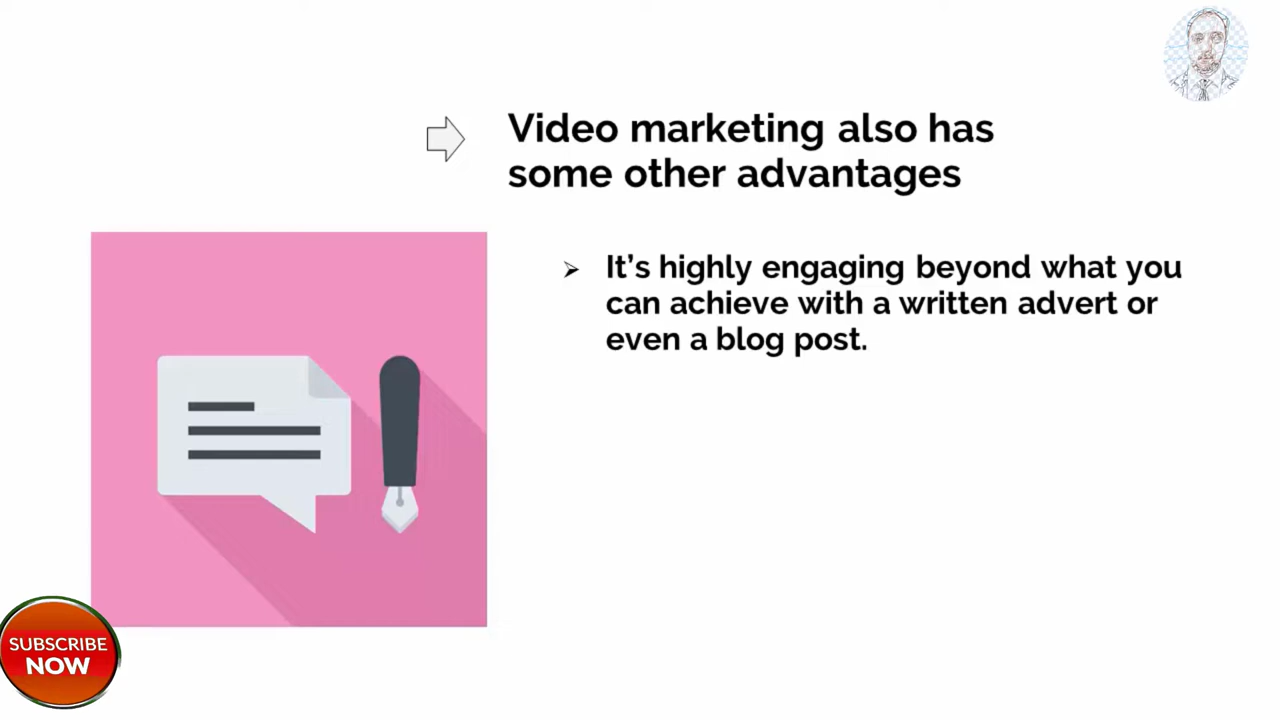 Video marketing also has
some other advantages
It's highly engaging beyond what you
can achieve with a written advert or
even a blog post.
SUBSCRIBE
NOW